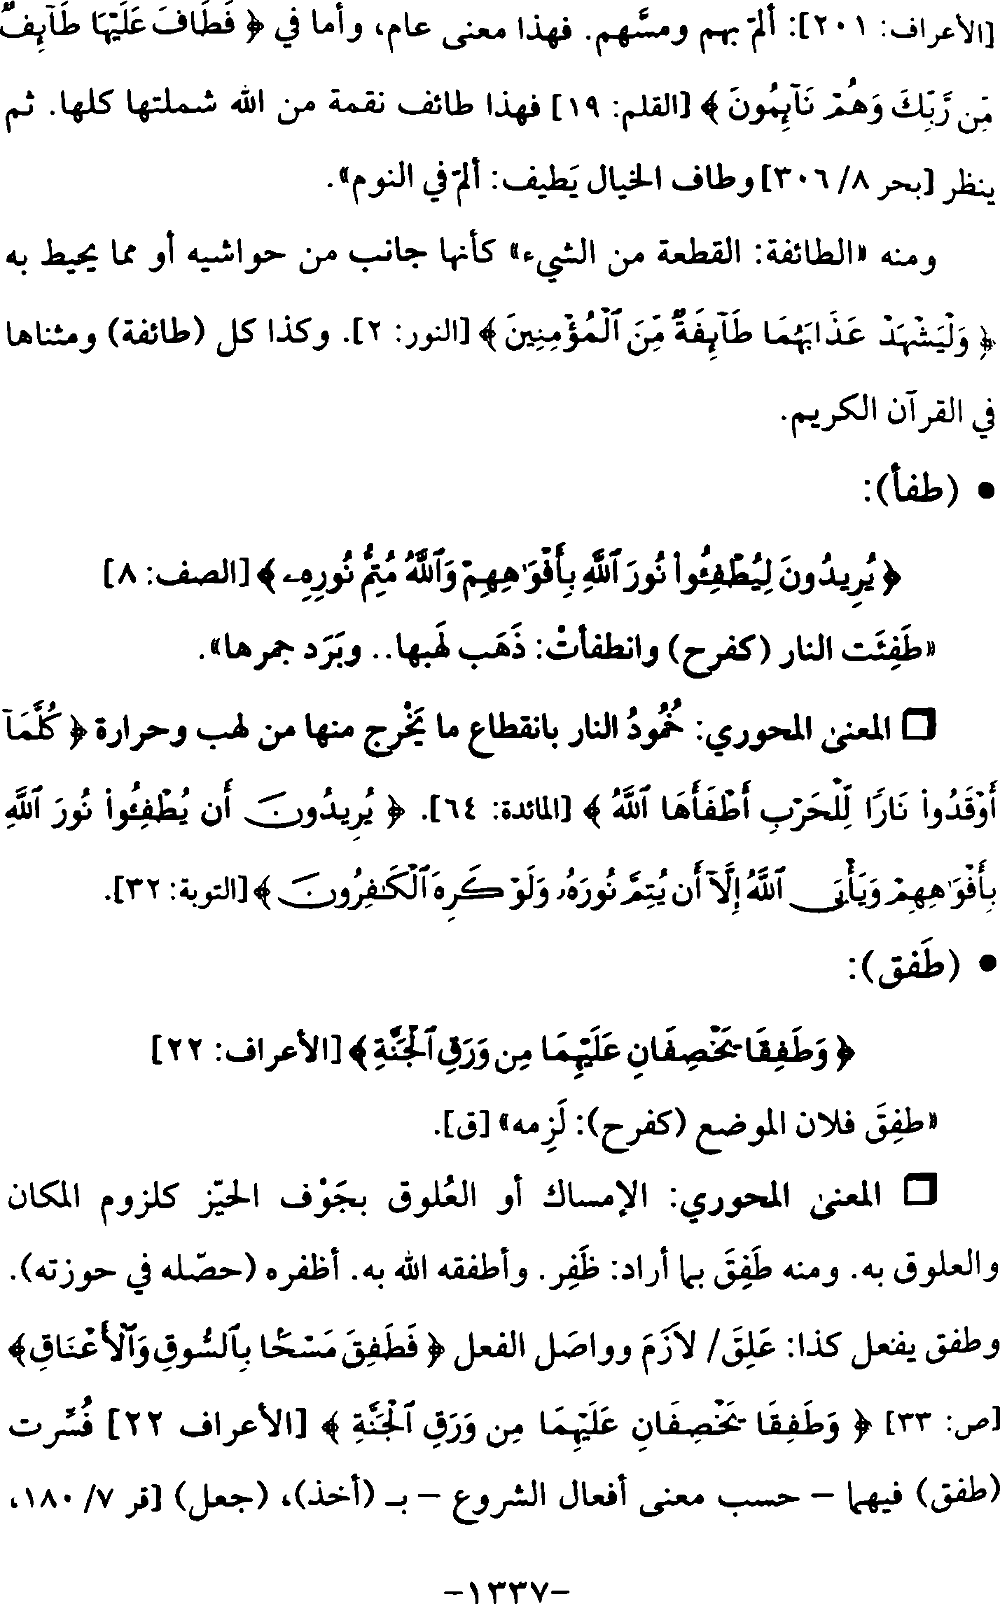 [الأعراف: ٢٠١]: ألمّ بهم ومسَّهم. فهذا معنى عام، وأما في ﴿ فَطَافَ عَلَيْهَا طَآئِفٌ
مِّن رَّبِّكَ وَهُمْ نَآئِمُونَ ﴾ [القلم: ١٩] فهذا طائف نقمة من الله شملتها كلها. ثم
ينظر [بحر ٨/ ٣٠٦] وطاف الخيال يَطيف: ألمّ في النوم».
ومنه «الطائفة: القطعة من الشيء» كأنها جانب من حواشيه أو مما يحيط به
﴿ وَلْيَشْهَدْ عَذَابَهُمَا طَآئِفَةٌ مِّنَ ٱلْمُؤْمِنِينَ ﴾ [النور: ٢]. وكذا كل (طائفة) ومثناها
في القرآن الكريم.
• (طفأ):
﴿ يُرِيدُونَ لِيُطْفِـُٔوا۟ نُورَ ٱللَّهِ بِأَفْوَٰهِهِمْ وَٱللَّهُ مُتِمُّ نُورِهِۦ ﴾ [الصف: ٨]
«طَفِئَت النار (كفرح) وانطفأتْ: ذَهَب لَهبها.. وبَرَد جمرها».
❒ المعنى المحوري: خُمُودُ النار بانقطاع ما يَخْرج منها من لهب وحرارة ﴿ كُلَّمَآ
أَوْقَدُوا۟ نَارًا لِّلْحَرْبِ أَطْفَأَهَا ٱللَّهُ ﴾ [المائدة: ٦٤]. ﴿ يُرِيدُونَ أَن يُطْفِـُٔوا۟ نُورَ ٱللَّهِ
بِأَفْوَٰهِهِمْ وَيَأْبَى ٱللَّهُ إِلَّآ أَن يُتِمَّ نُورَهُۥ وَلَوْ كَرِهَ ٱلْكَٰفِرُونَ ﴾ [التوبة: ٣٢].
• (طَفق):
﴿ وَطَفِقَا يَخْصِفَانِ عَلَيْهِمَا مِن وَرَقِ ٱلْجَنَّةِ ﴾ [الأعراف: ٢٢]
«طفِقَ فلان الموضع (كفرح): لَزِمه» [ق].
❒ المعنى المحوري: الإمساك أو العُلوق بجَوْف الحيّز كلزوم المكان
والعلوق به. ومنه طَفِقَ بما أراد: ظَفِر. وأطفقه الله به. أظفره (حصّله في حوزته).
وطفق يفعل كذا: عَلِقَ/ لاَزَمَ وواصَل الفعل ﴿ فَطَفِقَ مَسْحًۢا بِٱلسُّوقِ وَٱلْأَعْنَاقِ ﴾
[ص: ٣٣] ﴿ وَطَفِقَا يَخْصِفَانِ عَلَيْهِمَا مِن وَرَقِ ٱلْجَنَّةِ ﴾ [الأعراف ٢٢] فُسِّرت
(طفق) فيهما – حسب معنى أفعال الشروع – بـ (أخذ)، (جعل) [قر ٧/ ١٨٠،
-١٣٣٧-